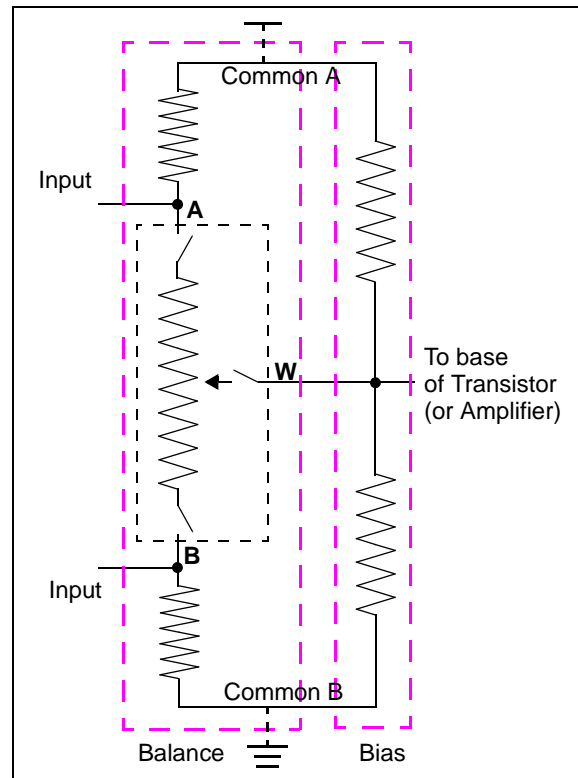 Common A
Input
A
W
To base
of Transistor
(or Amplifier)
B
Input
Common B
Balance
Bias